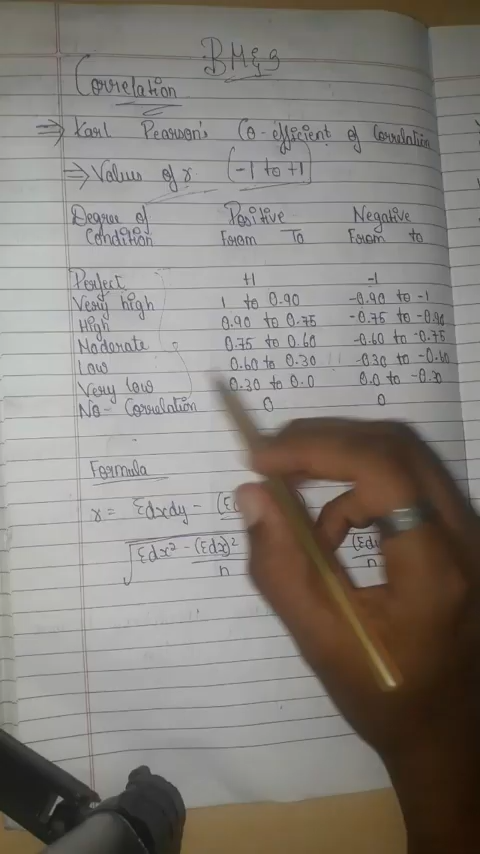 BM&S
Correlation
⇒ Karl Pearson's Co-efficient of Correlation
⇒ Value of r (-1 to +1)
Degree of Condition Positive From To Negative From to
Perfect +1 -1
Very high 1 to 0.90 -0.90 to -1
High 0.90 to 0.75 -0.75 to -0.90
Moderate 0.75 to 0.60 -0.60 to -0.75
Low 0.60 to 0.30 -0.30 to -0.60
Very low 0.30 to 0.0 0.0 to -0.30
No-Correlation 0 0
Formula
r = Σdxdy - (Σd
√Σdx² - (Σdx)²/n (Σd /n